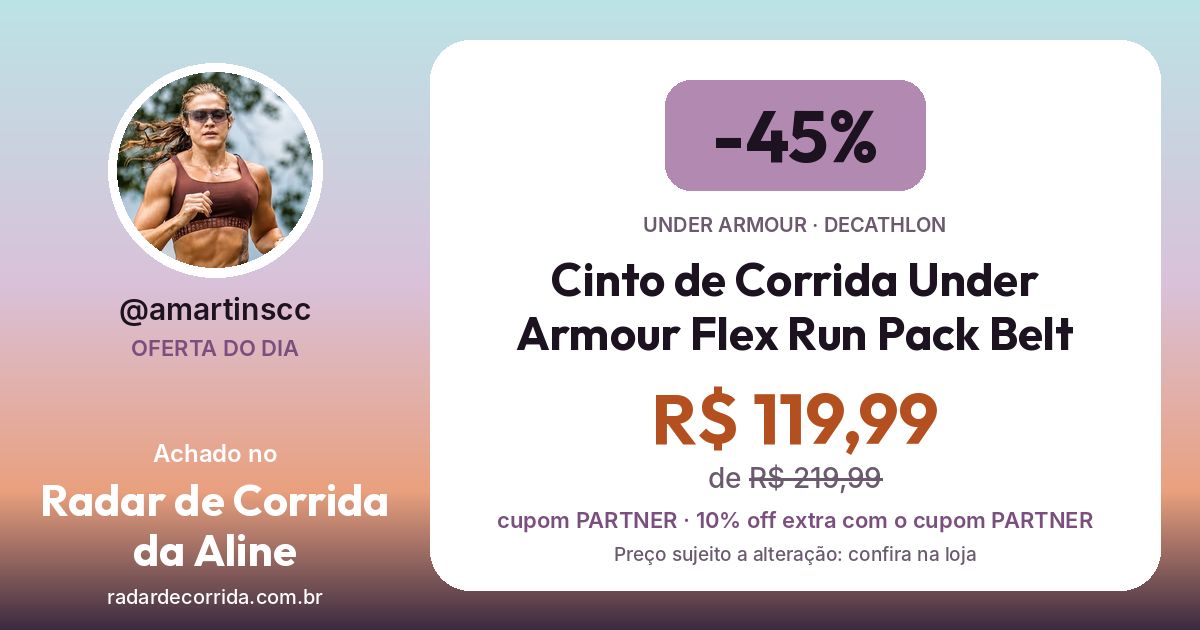 @amartinscc
OFERTA DO DIA
Achado no
Radar de Corrida
da Aline
radardecorrida.com.br
-45%
UNDER ARMOUR · DECATHLON
Cinto de Corrida Under
Armour Flex Run Pack Belt
R$ 119,99
de R$ 219,99
cupom PARTNER · 10% off extra com o cupom PARTNER
Preço sujeito a alteração: confira na loja